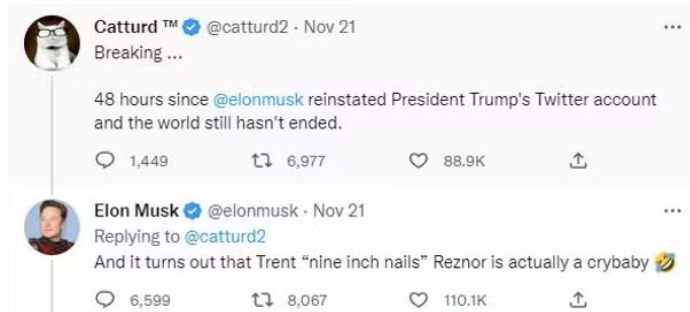 Catturd ™ @catturd2 · Nov 21
Breaking ...
48 hours since @elonmusk reinstated President Trump's Twitter account
and the world still hasn't ended.
1,449 6,977 88.9K
Elon Musk @elonmusk · Nov 21
Replying to @catturd2
And it turns out that Trent “nine inch nails” Reznor is actually a crybaby 🤣
6,599 8,067 110.1K